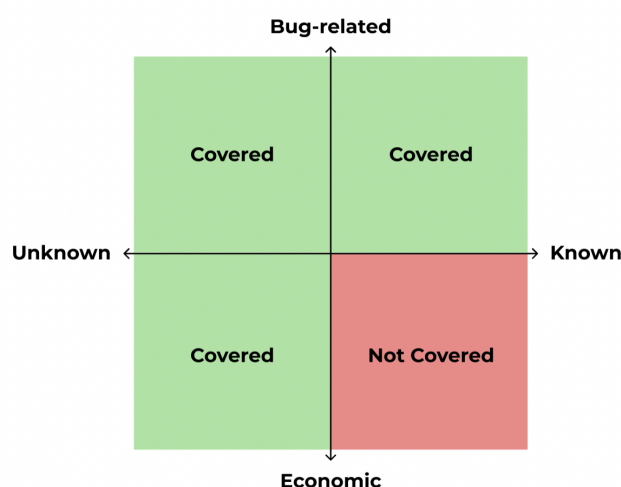 Bug-related
Covered
Covered
Unknown
Known
Covered
Not Covered
Economic